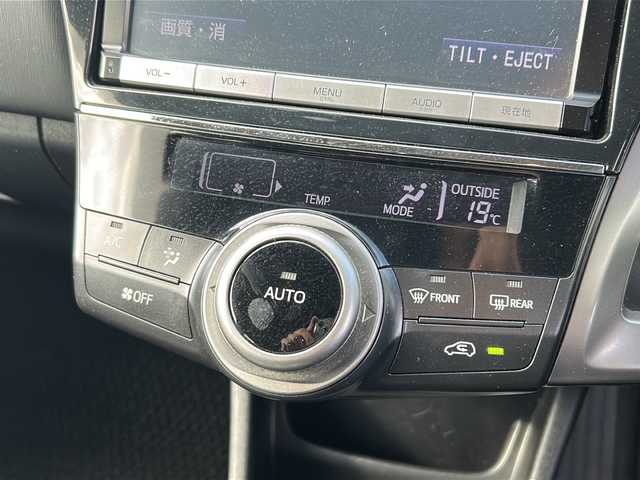 画質・消
TILT・EJECT
VOL− VOL+ MENU AUDIO 現在地
TEMP MODE OUTSIDE 19℃
A/C
AUTO
OFF
FRONT REAR